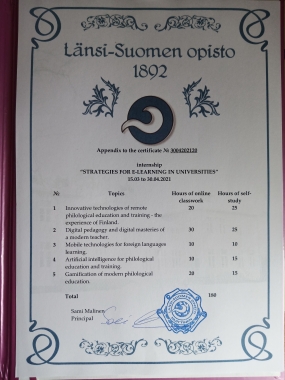 Länsi-Suomen opisto
1892
Appendix to the certificate № 3004202120
internship
"STRATEGIES FOR E-LEARNING IN UNIVERSITIES"
15.03 to 30.04.2021
№ Topics Hours of online Hours of self-
classwork study
1 Innovative technologies of remote 20 25
philological education and training - the
experience of Finland.
2 Digital pedagogy and digital masteries of 30 25
a modern teacher.
3 Mobile technologies for foreign languages 10 10
learning.
4 Artificial intelligence for philological 10 15
education and training.
5 Gamification of modern philological 20 15
education.
Total 180
Sami Malinen
Principal